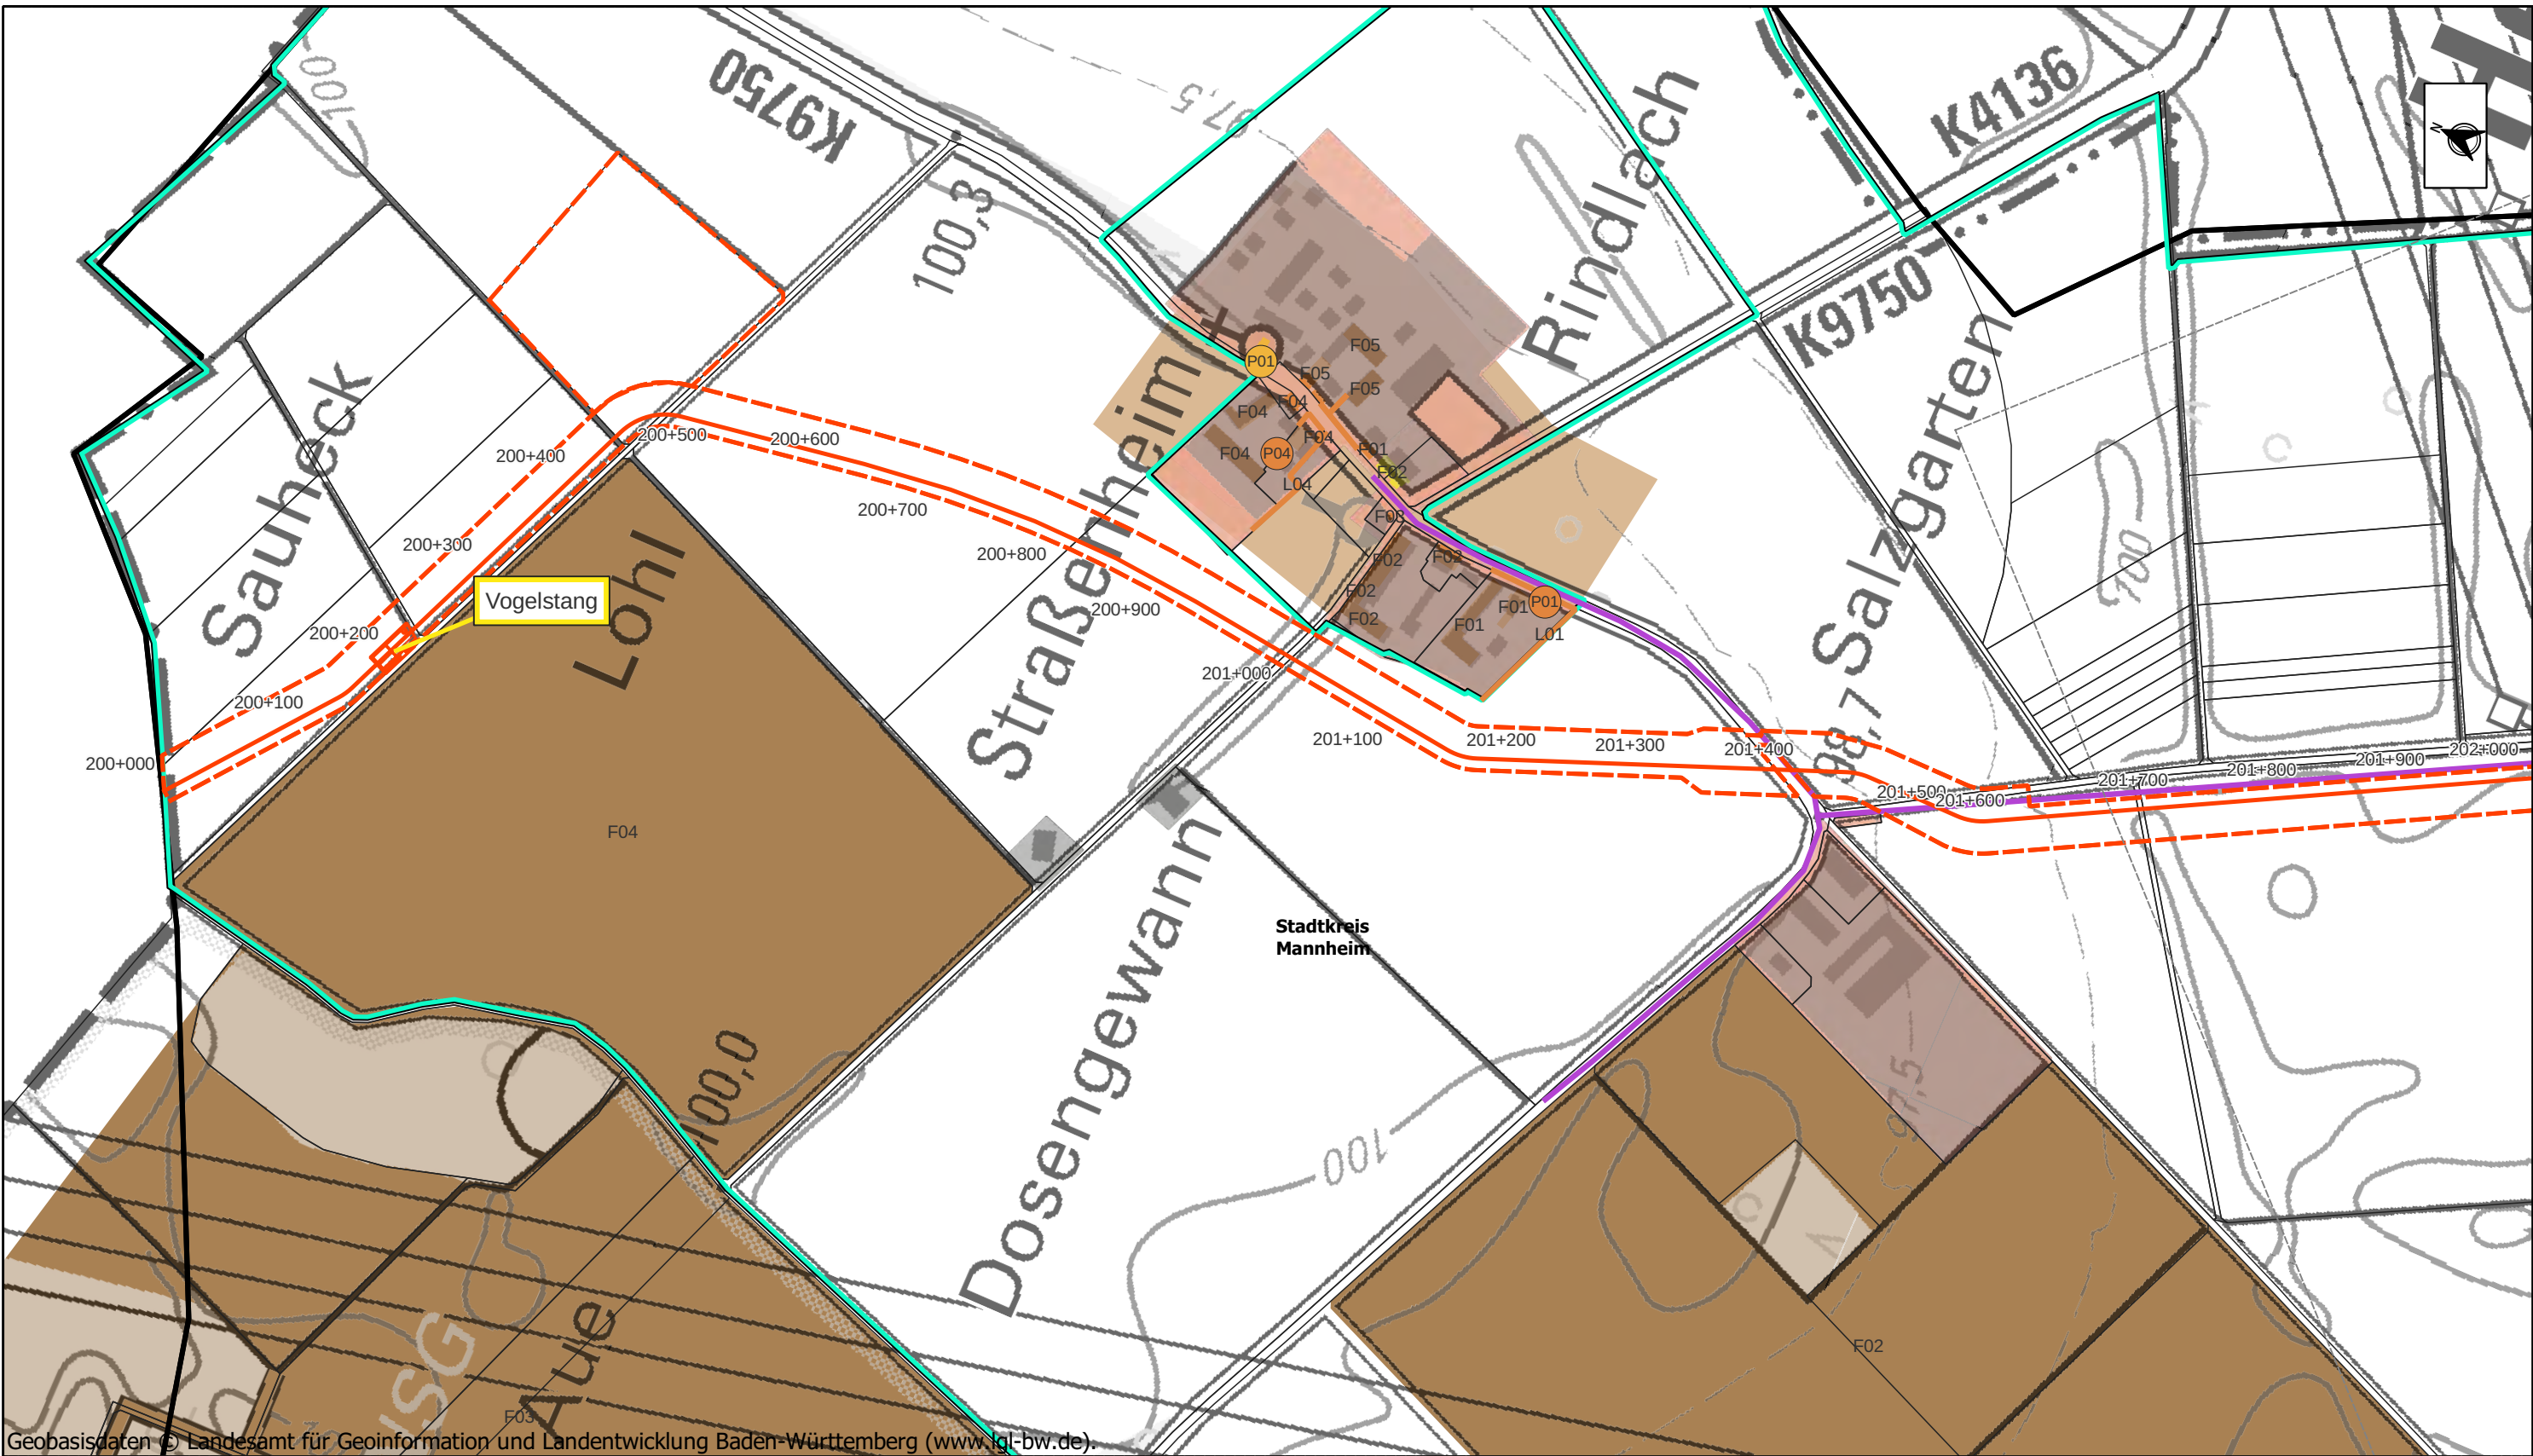 K9750
97,5
K4136
N
100
100,3
Rindlach
K9750
Sauheck
Straßenheim
Salzgärten
P01
F05
F05
F05
F04
F04
F04
F04
P04
F01
F02
L04
F03
F02
F02
F02
F02
F01
P01
F01
L01
200+000
200+100
200+200
200+300
200+400
200+500
200+600
200+700
200+800
200+900
201+000
201+100
201+200
201+300
201+400
201+500
201+600
201+700
201+800
201+900
202+000
Vogelstang
Lohl
100
98,7
F04
Dosengewann
Stadtkreis
Mannheim
100,0
100
97,5
F02
LSG
Aue
F03
Geobasisdaten © Landesamt für Geoinformation und Landentwicklung Baden-Württemberg (www.lgl-bw.de).